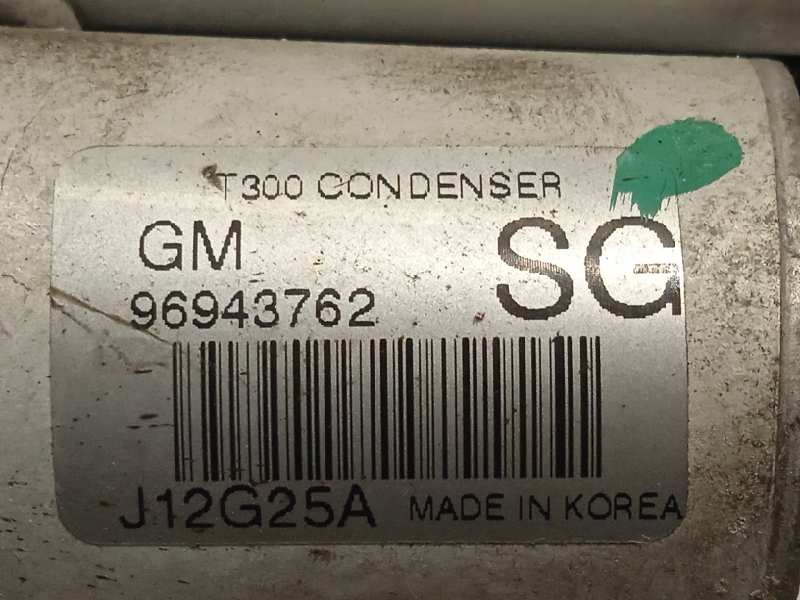 T300 CONDENSER
GM SG
96943762
J12G25A MADE IN KOREA